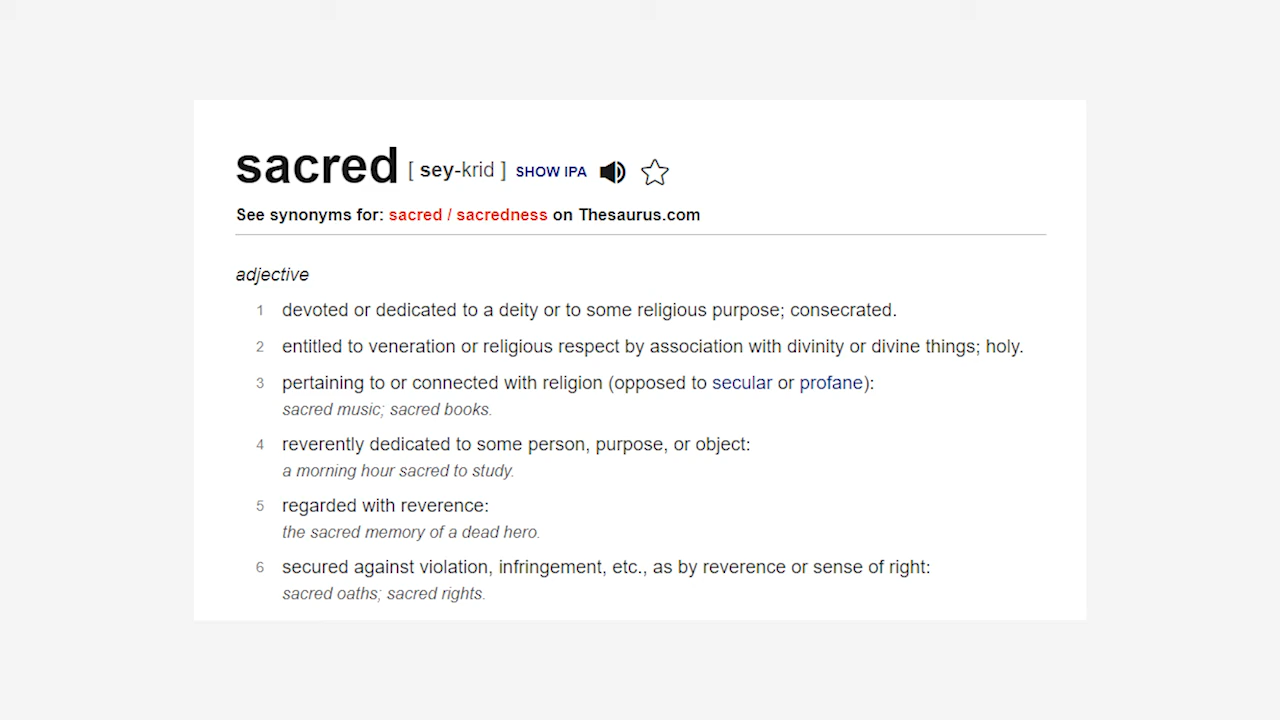 sacred [ sey-krid ] SHOW IPA
See synonyms for: sacred / sacredness on Thesaurus.com
adjective
1 devoted or dedicated to a deity or to some religious purpose; consecrated.
2 entitled to veneration or religious respect by association with divinity or divine things; holy.
3 pertaining to or connected with religion (opposed to secular or profane):
sacred music; sacred books.
4 reverently dedicated to some person, purpose, or object:
a morning hour sacred to study.
5 regarded with reverence:
the sacred memory of a dead hero.
6 secured against violation, infringement, etc., as by reverence or sense of right:
sacred oaths; sacred rights.